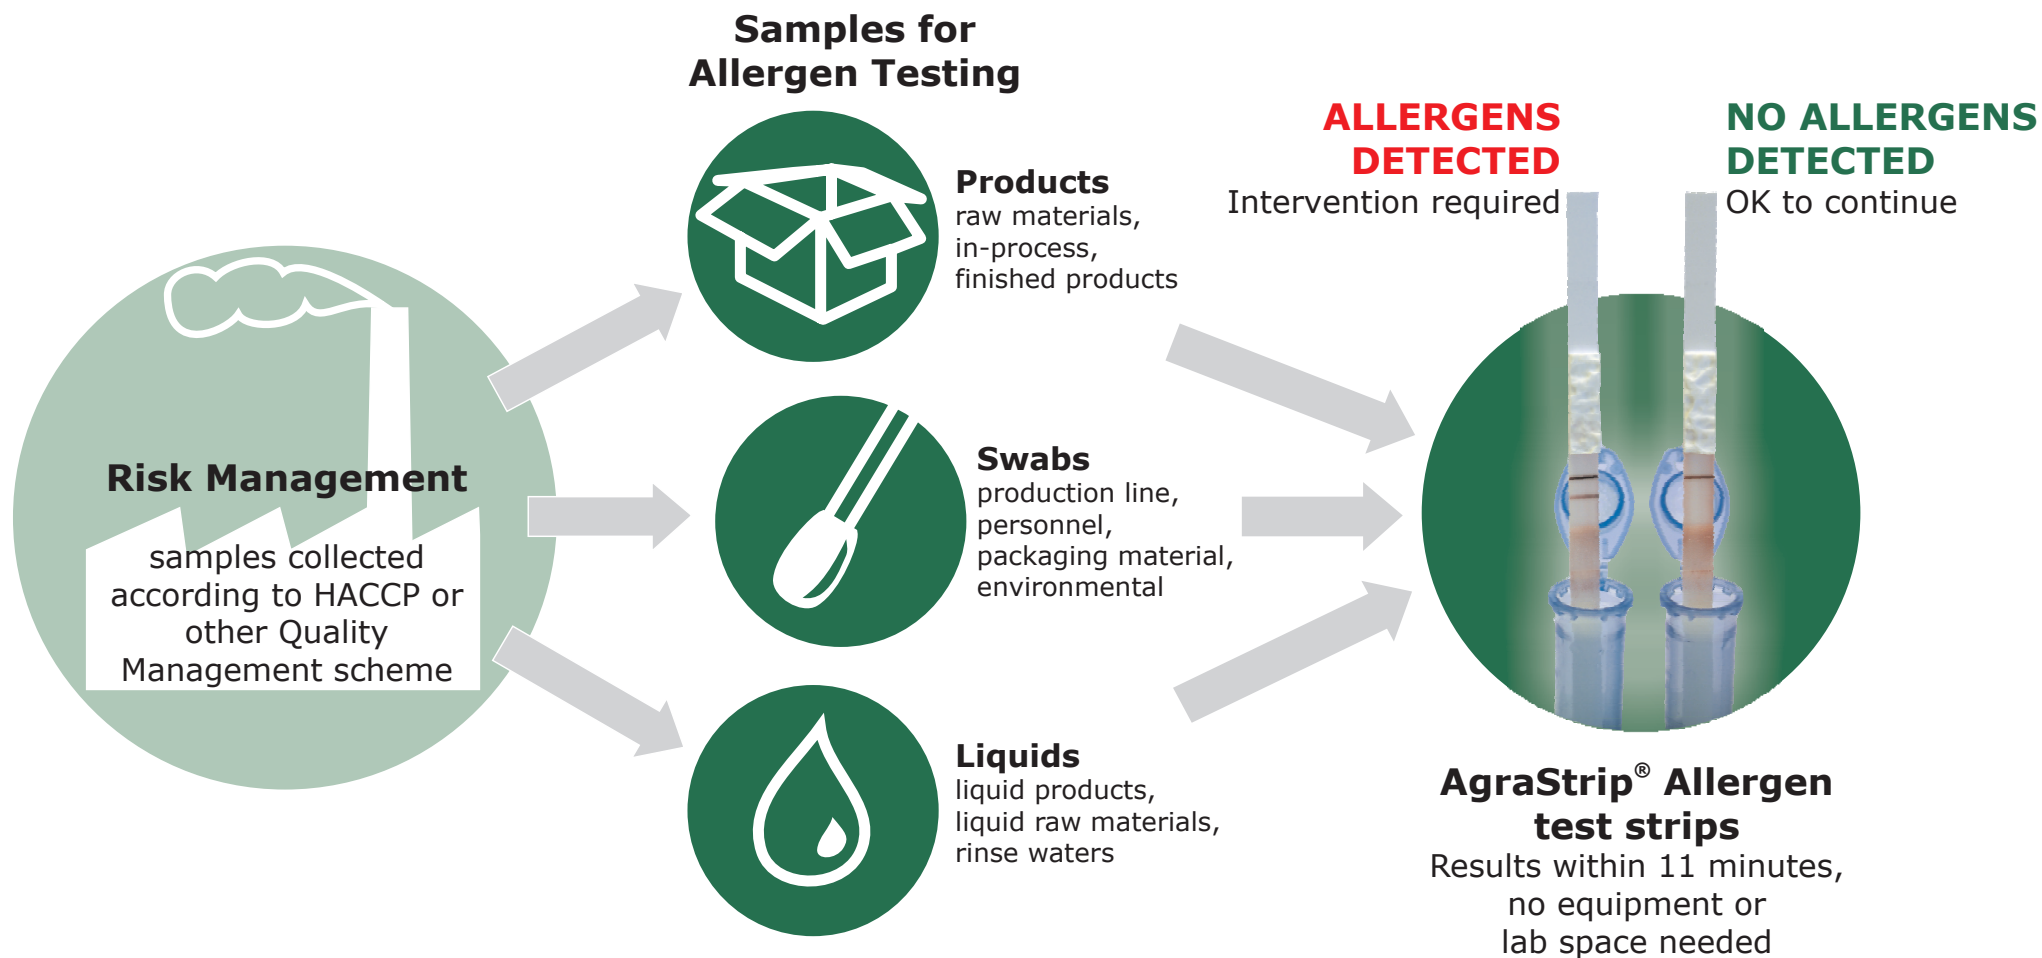 Samples for
Allergen Testing
Risk Management
samples collected
according to HACCP or
other Quality
Management scheme
Products
raw materials,
in-process,
finished products
Swabs
production line,
personnel,
packaging material,
environmental
Liquids
liquid products,
liquid raw materials,
rinse waters
ALLERGENS
DETECTED
Intervention required
NO ALLERGENS
DETECTED
OK to continue
AgraStrip® Allergen
test strips
Results within 11 minutes,
no equipment or
lab space needed